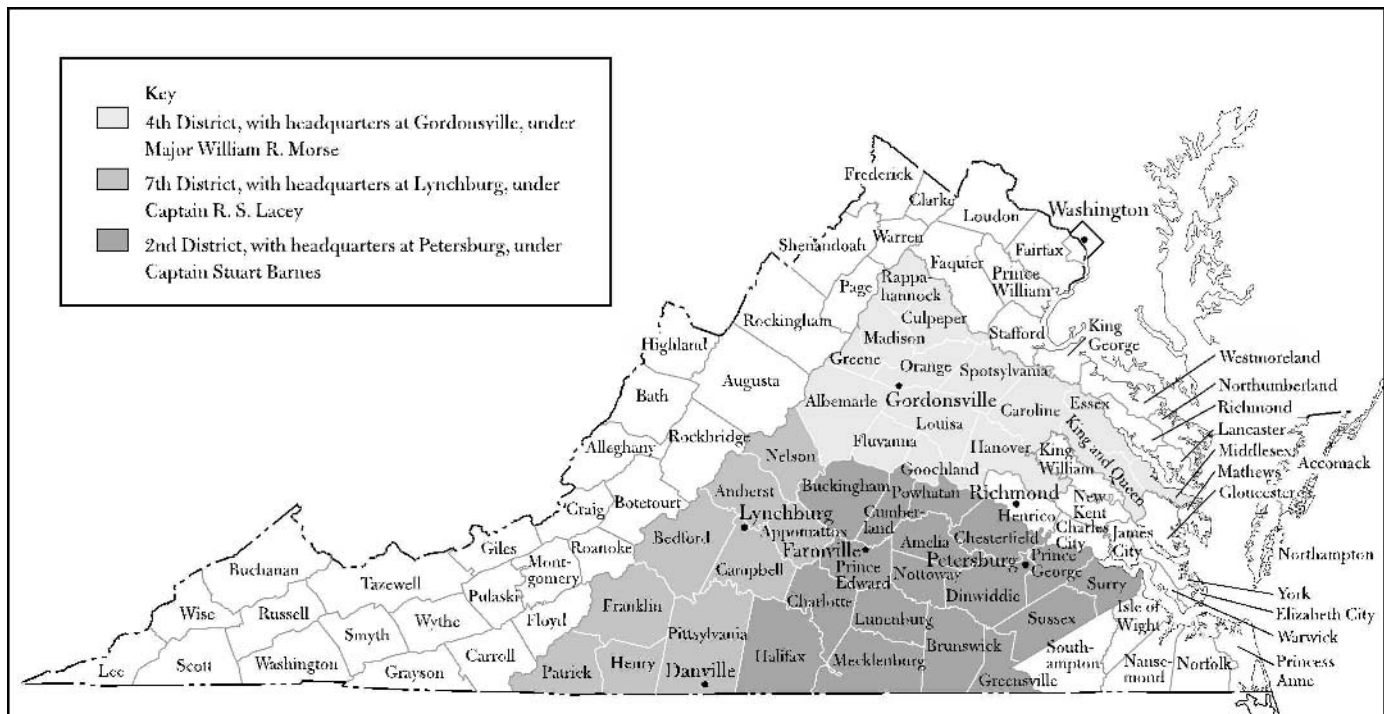 Key
4th District, with headquarters at Gordonsville, under
Major William R. Morse
7th District, with headquarters at Lynchburg, under
Captain R. S. Lacey
2nd District, with headquarters at Petersburg, under
Captain Stuart Barnes
Frederick
Clarke
Loudon
Washington
Shenandoah
Warren
Fairfax
Faquier
Prince
William
Page
Rappa-
hannock
Rockingham
Culpeper
Stafford
King
George
Highland
Madison
Greene
Orange
Spotsylvania
Westmoreland
Augusta
Northumberland
Bath
Albemarle
Gordonsville
Caroline
Essex
Richmond
Louisa
Lancaster
Alleghany
Rockbridge
Fluvanna
Hanover
King
William
King and Queen
Middlesex
Nelson
Goochland
Mathews
Accomack
Buckingham
Powhatan
Richmond
Gloucester
Botetourt
Amherst
New
Kent
Craig
Lynchburg
Cumber-
land
Henrico
Charles
City
James
City
Appomattox
Giles
Roanoke
Bedford
Farmville
Amelia
Chesterfield
Northampton
Buchanan
Mont-
gomery
Campbell
Prince
Edward
Petersburg
Prince
George
Tazewell
Nottoway
Surry
York
Pulaski
Dinwiddie
Wise
Russell
Wythe
Franklin
Charlotte
Isle of
Wight
Elizabeth City
Floyd
Lunenburg
Sussex
Smyth
Pittsylvania
Warwick
Brunswick
Carroll
Halifax
South-
ampton
Lee
Scott
Washington
Grayson
Patrick
Henry
Danville
Mecklenburg
Greensville
Nanse-
mond
Norfolk
Princess
Anne